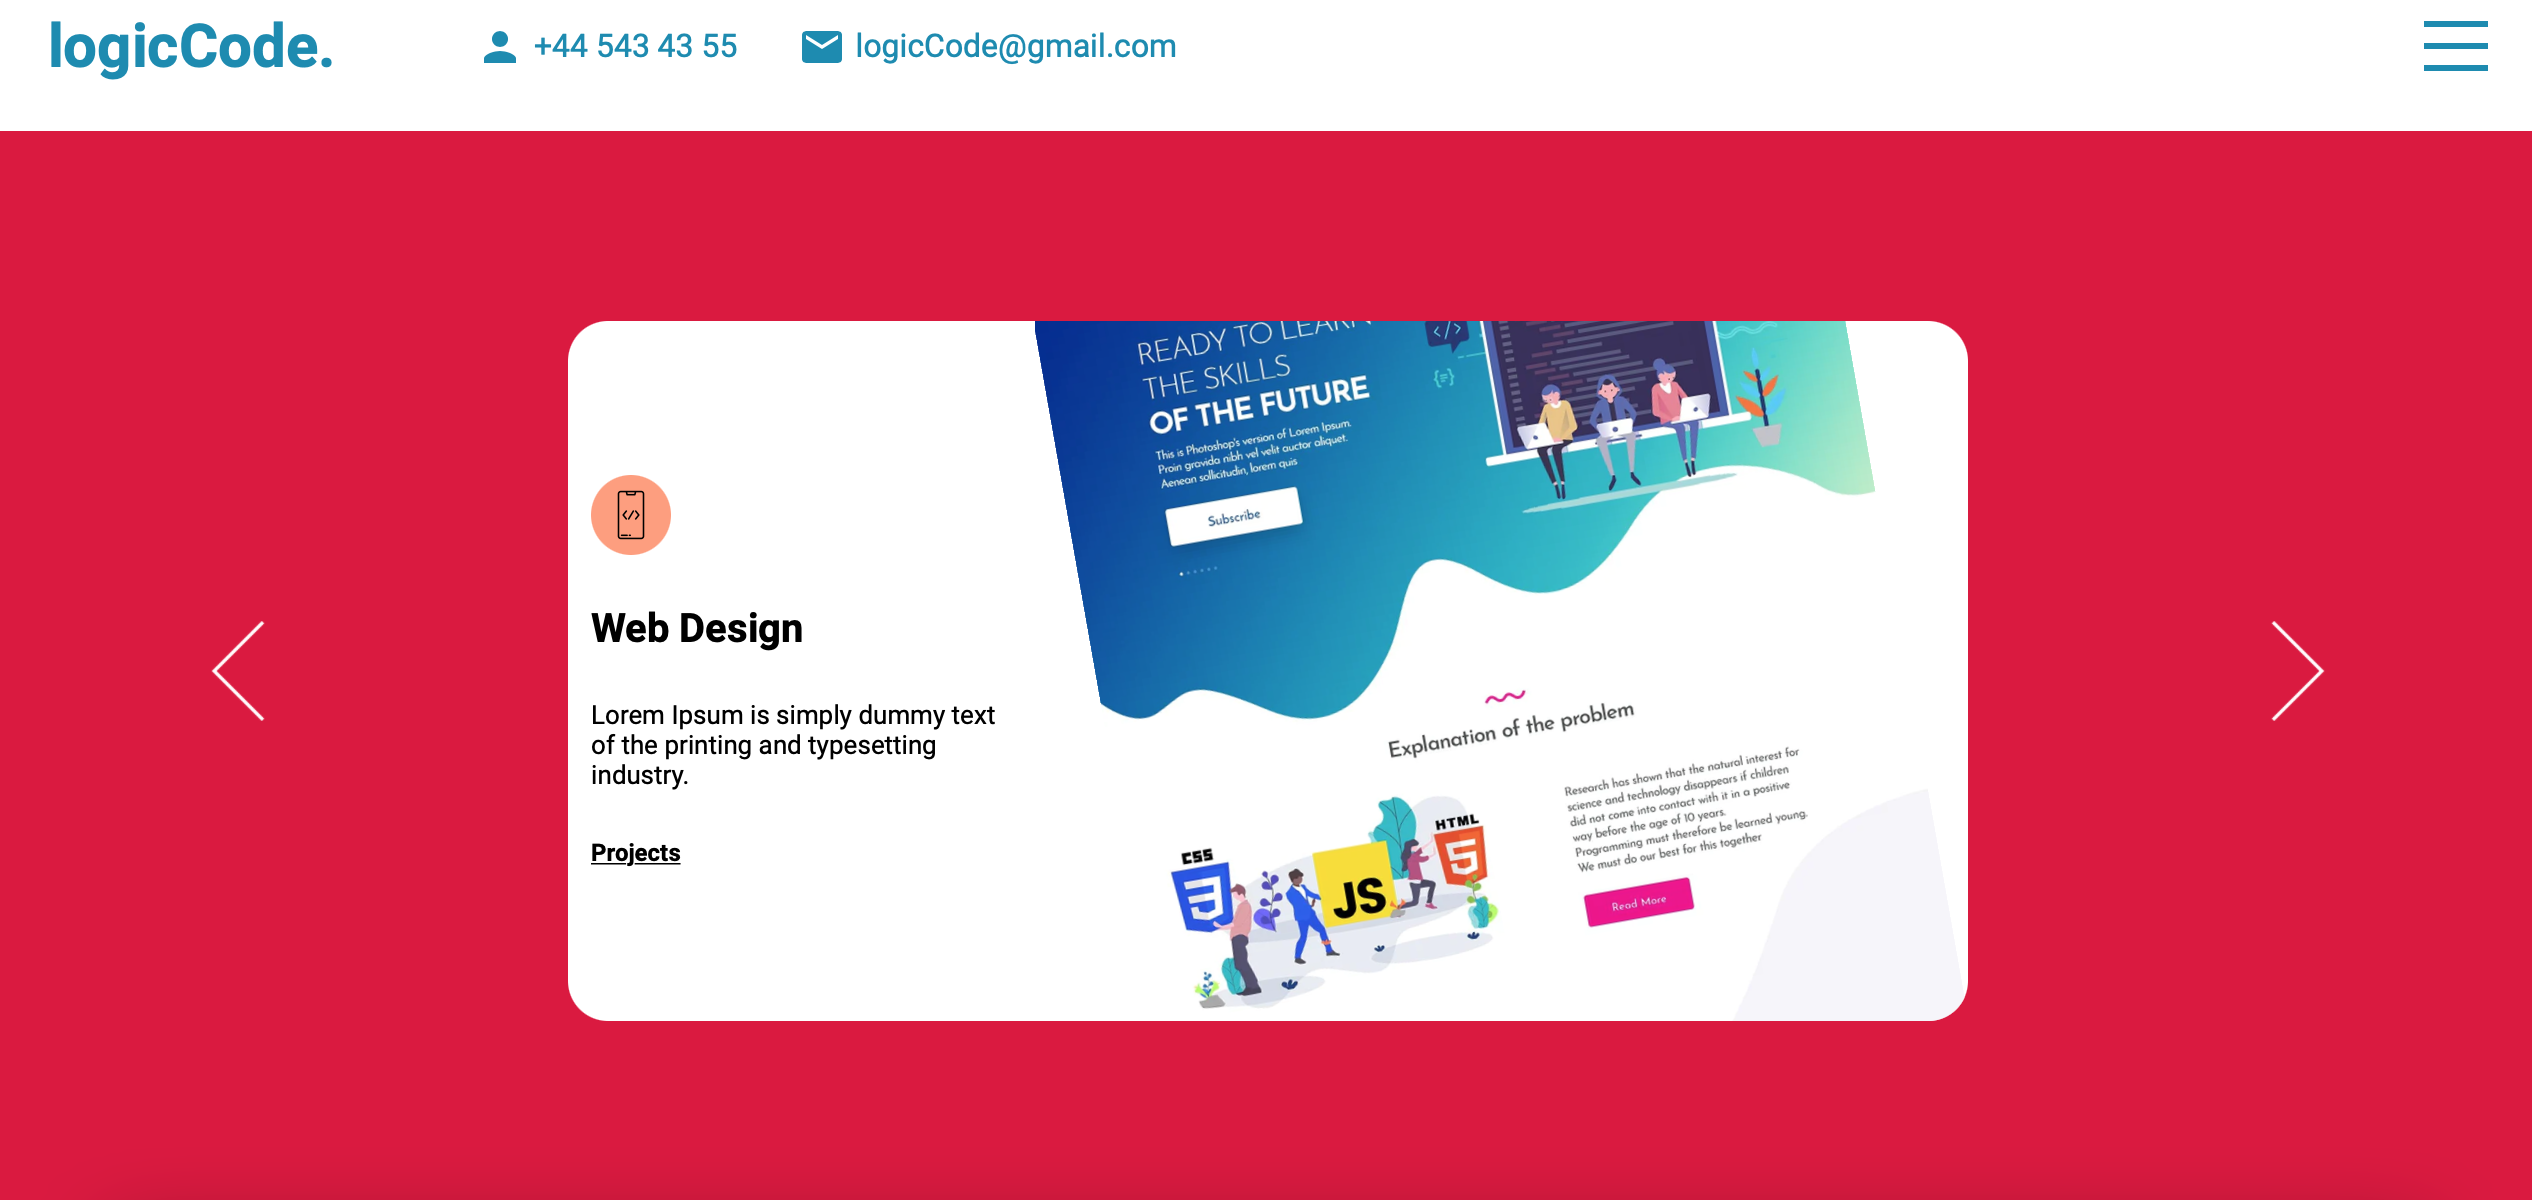 logicCode.
+44 543 43 55
logicCode@gmail.com
READY TO LEARN
THE SKILLS
OF THE FUTURE
This is Photoshop's version of Lorem Ipsum.
Proin gravida nibh vel velit auctor aliquet.
Aenean sollicitudin, lorem quis
Subscribe
</>
{=}
</>
Web Design
Lorem Ipsum is simply dummy text
of the printing and typesetting
industry.
Projects
Explanation of the problem
Research has shown that the natural interest for
science and technology disappears if children
did not come into contact with it in a positive
way before the age of 10 years.
Programming must therefore be learned young.
We must do our best for this together
Read More
CSS
3
JS
HTML
5